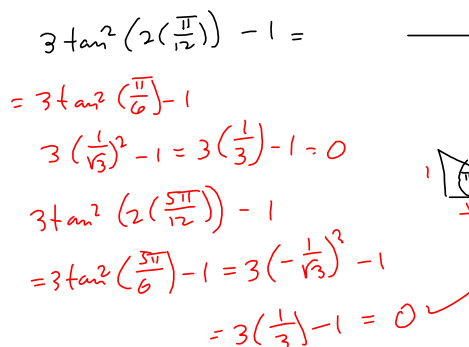 3 tan² (2(π/12)) - 1 =
= 3 tan² (π/6) - 1
3 (1/√3)² - 1 = 3(1/3) - 1 = 0
3 tan² (2(5π/12)) - 1
= 3 tan² (5π/6) - 1 = 3(-1/√3)² - 1
= 3(1/3) - 1 = 0 ✓
1